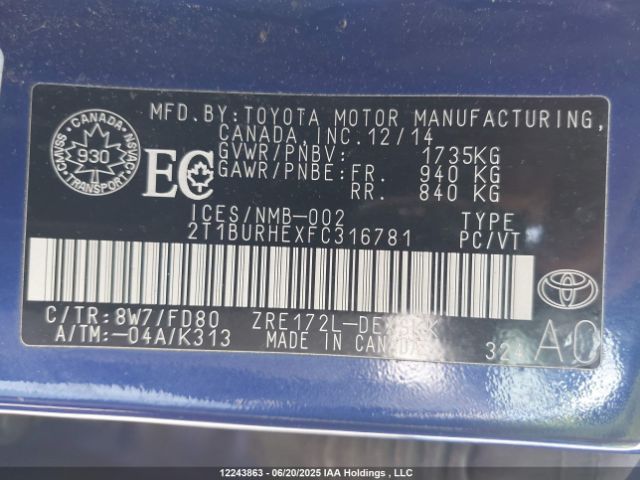 MFD.BY:TOYOTA MOTOR MANUFACTURING,
CANADA,INC.12/14
GVWR/PNBV: 1735KG
GAWR/PNBE:FR. 940 KG
RR. 840 KG
CANADA
CMVSS NSVAC
930
TRANSPORT
EC
ICES/NMB-002 TYPE
2T1BURHEXFC316781 PC/VT
C/TR:8W7/FD80
A/TM:-04A/K313 MADE IN CANADA
TOYOTA
12243863 - 06/20/2025 IAA Holdings , LLC